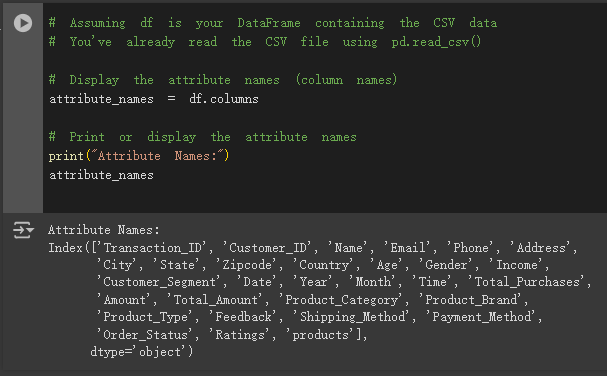 # Assuming df is your DataFrame containing the CSV data
# You've already read the CSV file using pd.read_csv()
# Display the attribute names (column names)
attribute_names = df.columns
# Print or display the attribute names
print("Attribute Names:")
attribute_names
Attribute Names:
Index(['Transaction_ID', 'Customer_ID', 'Name', 'Email', 'Phone', 'Address',
'City', 'State', 'Zipcode', 'Country', 'Age', 'Gender', 'Income',
'Customer_Segment', 'Date', 'Year', 'Month', 'Time', 'Total_Purchases',
'Amount', 'Total_Amount', 'Product_Category', 'Product_Brand',
'Product_Type', 'Feedback', 'Shipping_Method', 'Payment_Method',
'Order_Status', 'Ratings', 'products'],
dtype='object')